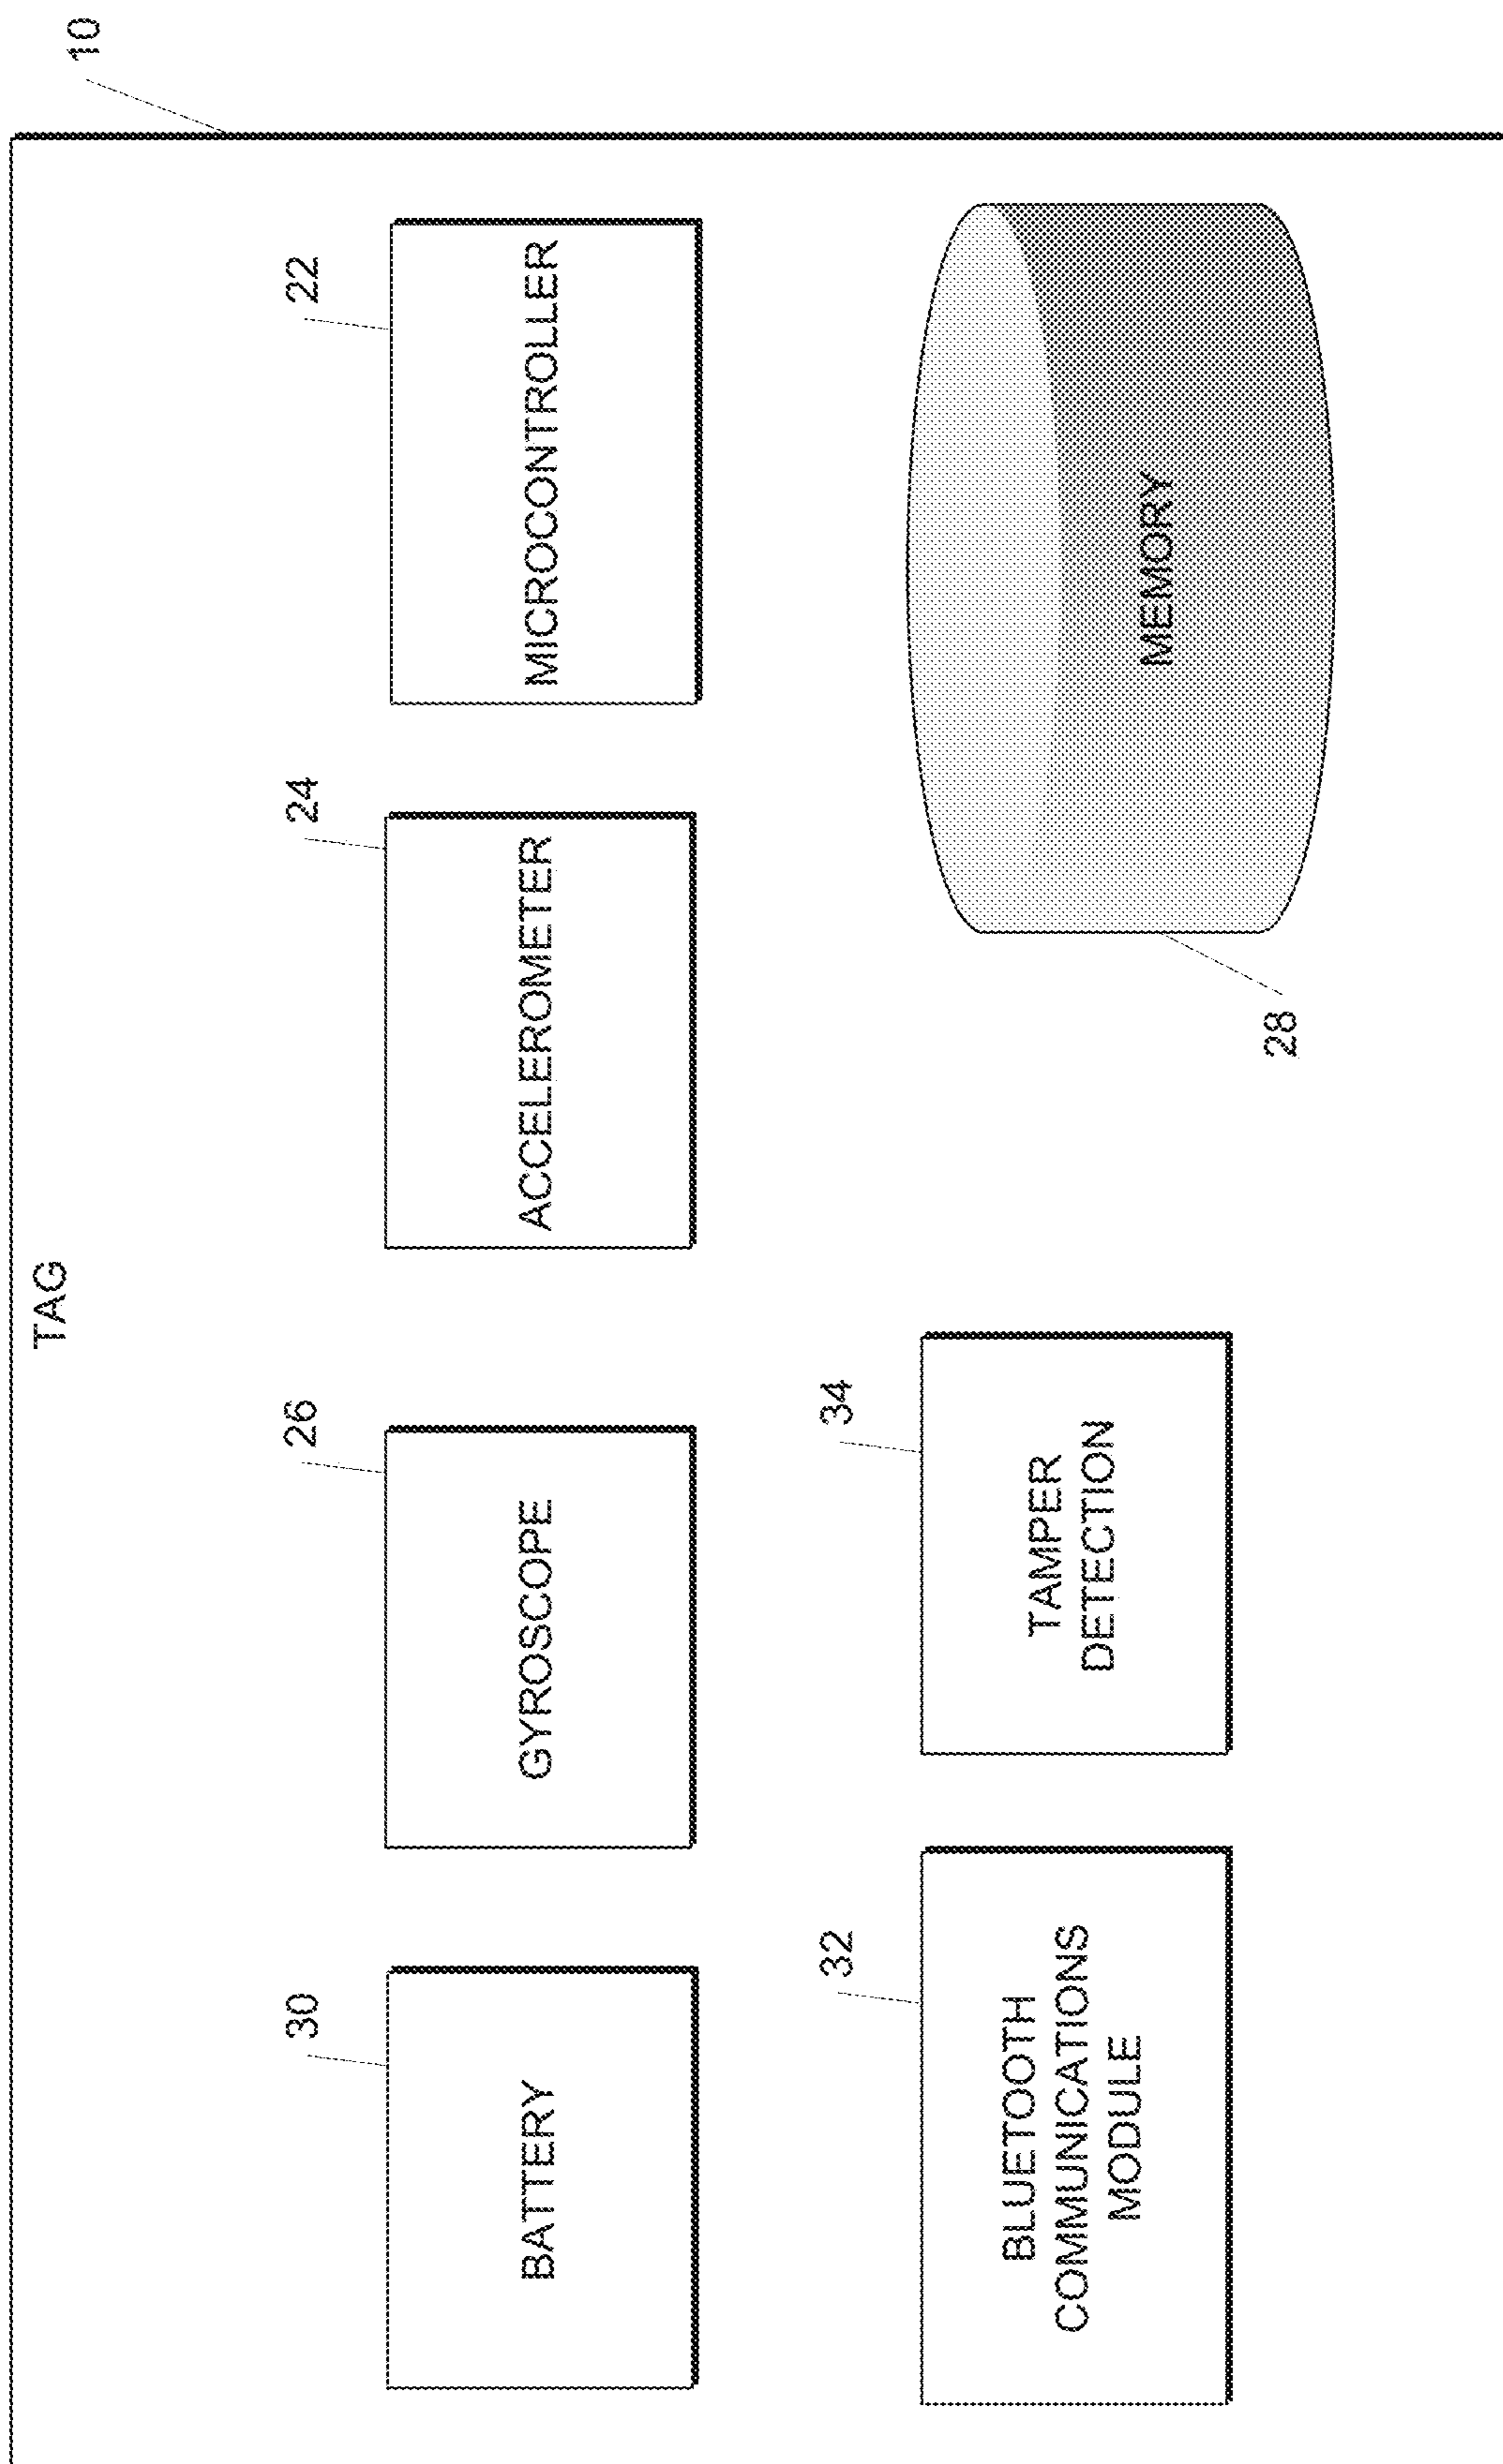 TAG
10
30
26
24
22
BATTERY
GYROSCOPE
ACCELEROMETER
MICROCONTROLLER
32
34
BLUETOOTH
COMMUNICATIONS
MODULE
TAMPER
DETECTION
MEMORY
28